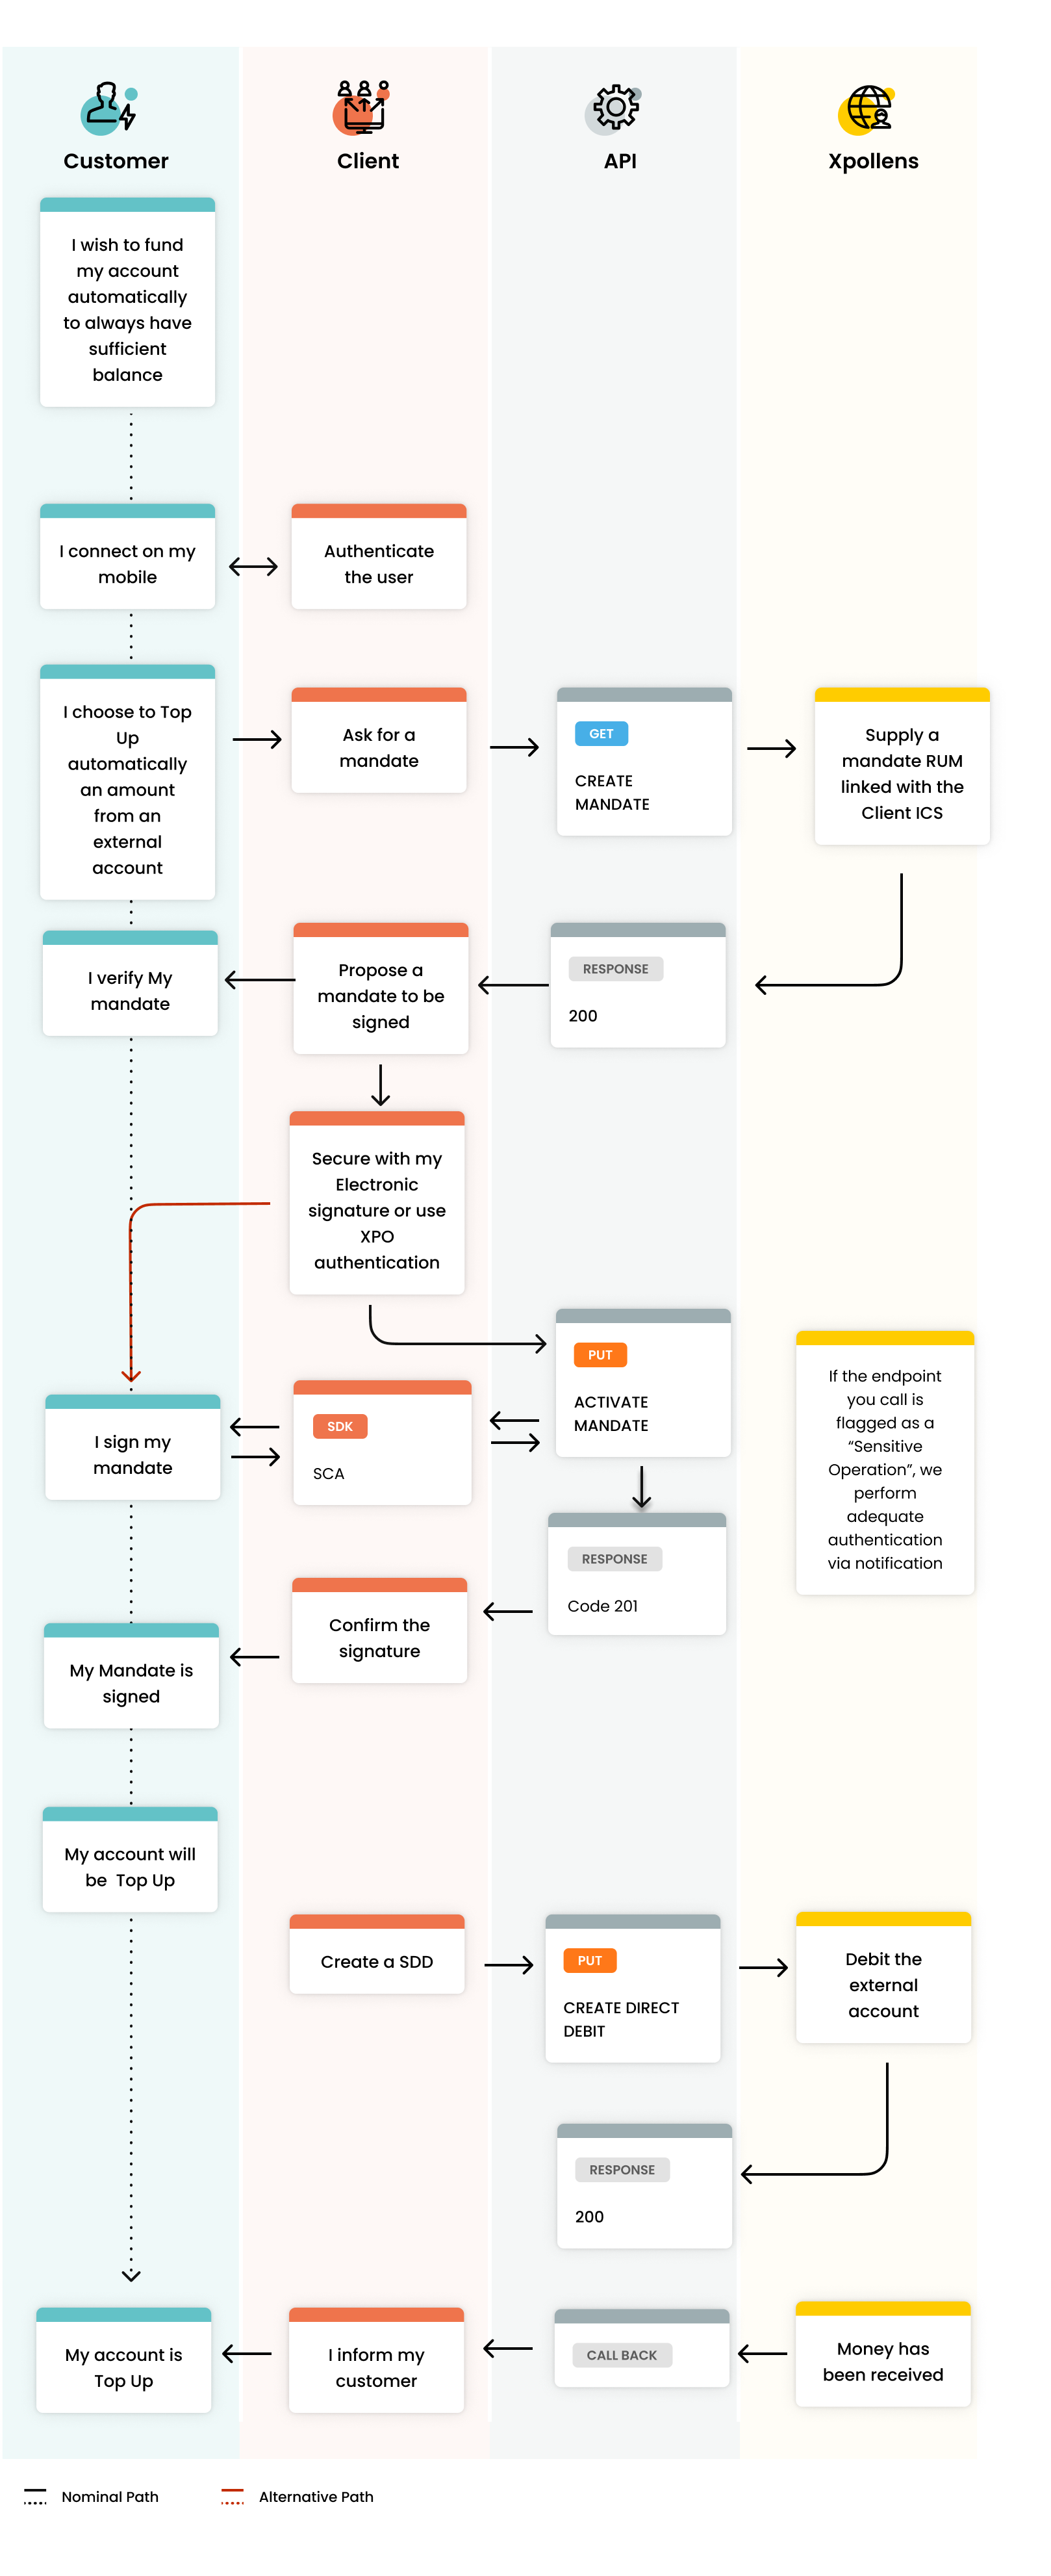 Customer
Client
API
Xpollens
I wish to fund
my account
automatically
to always have
sufficient
balance
I connect on my
mobile
Authenticate
the user
I choose to Top
Up
automatically
an amount
from an
external
account
Ask for a
mandate
GET
CREATE
MANDATE
Supply a
mandate RUM
linked with the
Client ICS
I verify My
mandate
Propose a
mandate to be
signed
RESPONSE
200
Secure with my
Electronic
signature or use
XPO
authentication
PUT
ACTIVATE
MANDATE
If the endpoint
you call is
flagged as a
“Sensitive
Operation”, we
perform
adequate
authentication
via notification
I sign my
mandate
SDK
SCA
RESPONSE
Code 201
Confirm the
signature
My Mandate is
signed
My account will
be Top Up
Create a SDD
PUT
CREATE DIRECT
DEBIT
Debit the
external
account
RESPONSE
200
My account is
Top Up
I inform my
customer
CALL BACK
Money has
been received
Nominal Path
Alternative Path